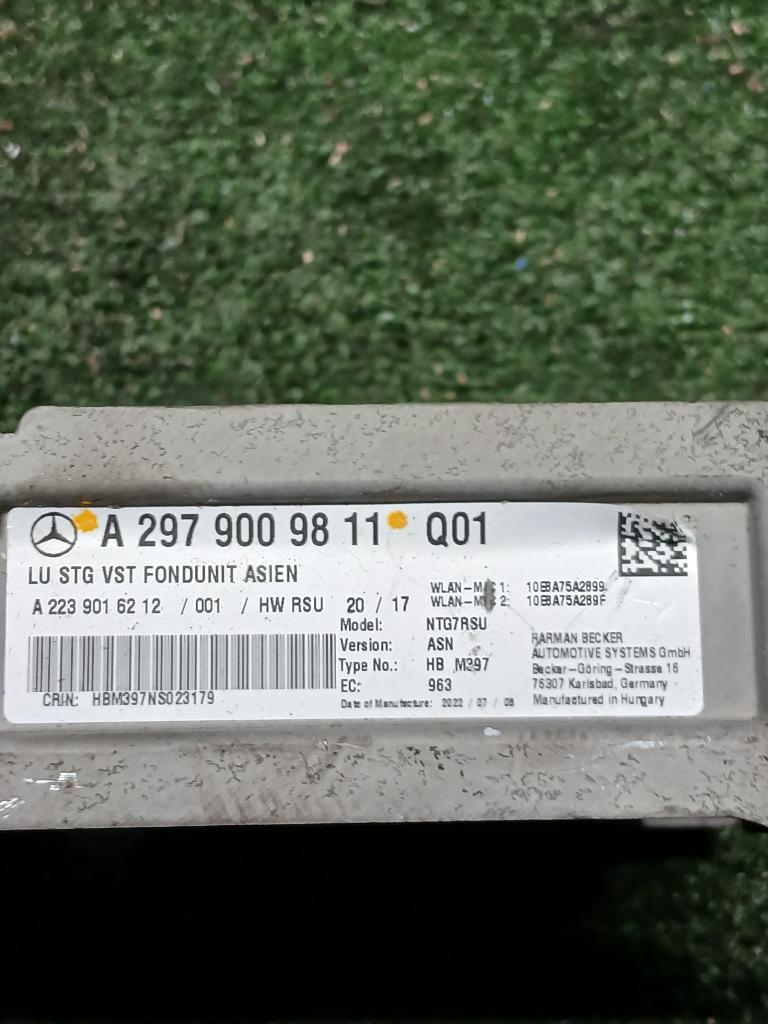 A 297 900 98 11 Q01
LU STG VST FONDUNIT ASIEN
A 223 901 62 12 / 001 / HW RSU 20 / 17
WLAN-MAC 1:
WLAN-MAC 2: 10EBA75A289F
Model: NTG7RSU
Version: ASN
Type No.: HB M397
EC: 963
Date of Manufacture: 2022 / 07 / 08
CRIN: HBM397NS023179
HARMAN BECKER
AUTOMOTIVE SYSTEMS GmbH
Becker-Göring-Strasse 16
76307 Karlsbad, Germany
Manufactured in Hungary